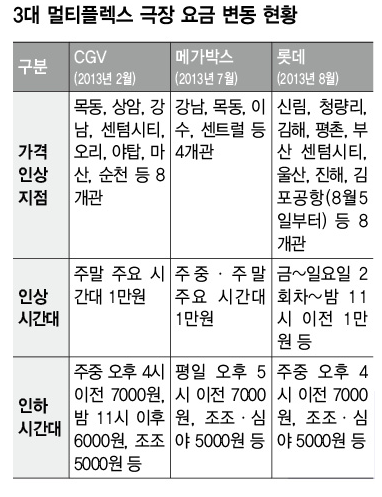 3대 멀티플렉스 극장 요금 변동 현황
구분
CGV
(2013년 2월)
메가박스
(2013년 7월)
롯데
(2013년 8월)
가격
인상
지점
목동, 상암, 강
남, 센텀시티,
오리, 야탑, 마
산, 순천 등 8
개관
강남, 목동, 이
수, 센트럴 등
4개관
신림, 청량리,
김해, 평촌, 부
산 센텀시티,
울산, 진해, 김
포공항(8월5
일부터) 등 8
개관
인상
시간대
주말 주요 시
간대 1만원
주중·주말
주요 시간대
1만원
금~일요일 2
회차~밤 11
시 이전 1만
원 등
인하
시간대
주중 오후 4시
이전 7000원,
밤 11시 이후
6000원, 조조
5000원 등
평일 오후 5
시 이전 7000
원, 조조·심
야 5000원 등
주중 오후 4
시 이전 7000
원, 조조·심
야 5000원 등